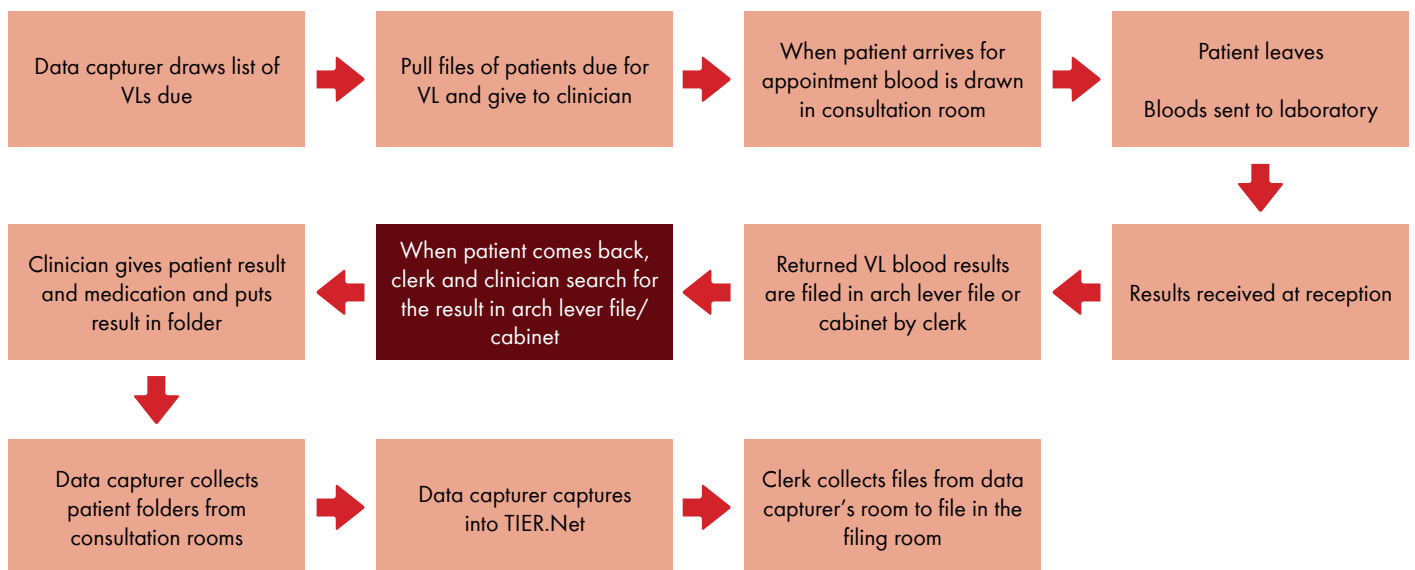 Data capturer draws list of
VLs due
Pull files of patients due for
VL and give to clinician
When patient arrives for
appointment blood is drawn
in consultation room
Patient leaves
Bloods sent to laboratory
Results received at reception
Returned VL blood results
are filed in arch lever file or
cabinet by clerk
When patient comes back,
clerk and clinician search for
the result in arch lever file/
cabinet
Clinician gives patient result
and medication and puts
result in folder
Data capturer collects
patient folders from
consultation rooms
Data capturer captures
into TIER.Net
Clerk collects files from data
capturer’s room to file in the
filing room